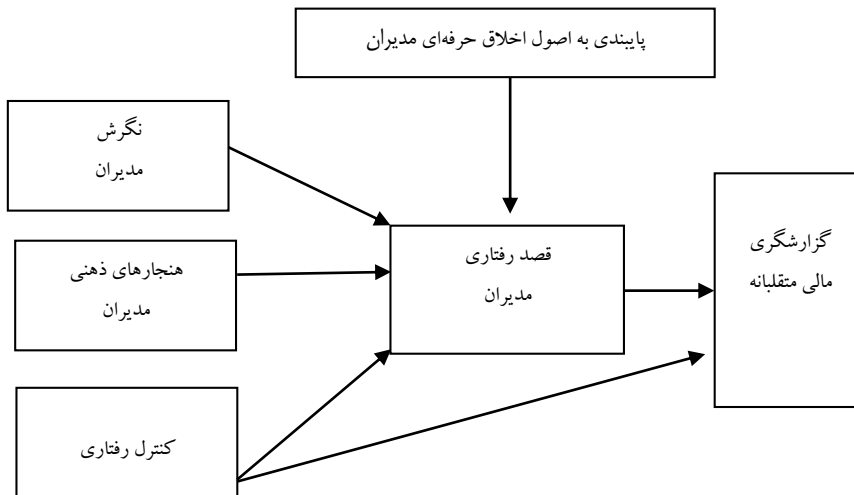 پایبندی به اصول اخلاق حرفه‌ای مدیران
نگرش
مدیران
هنجارهای ذهنی
مدیران
کنترل رفتاری
قصد رفتاری
مدیران
گزارشگری
مالی متقلبانه